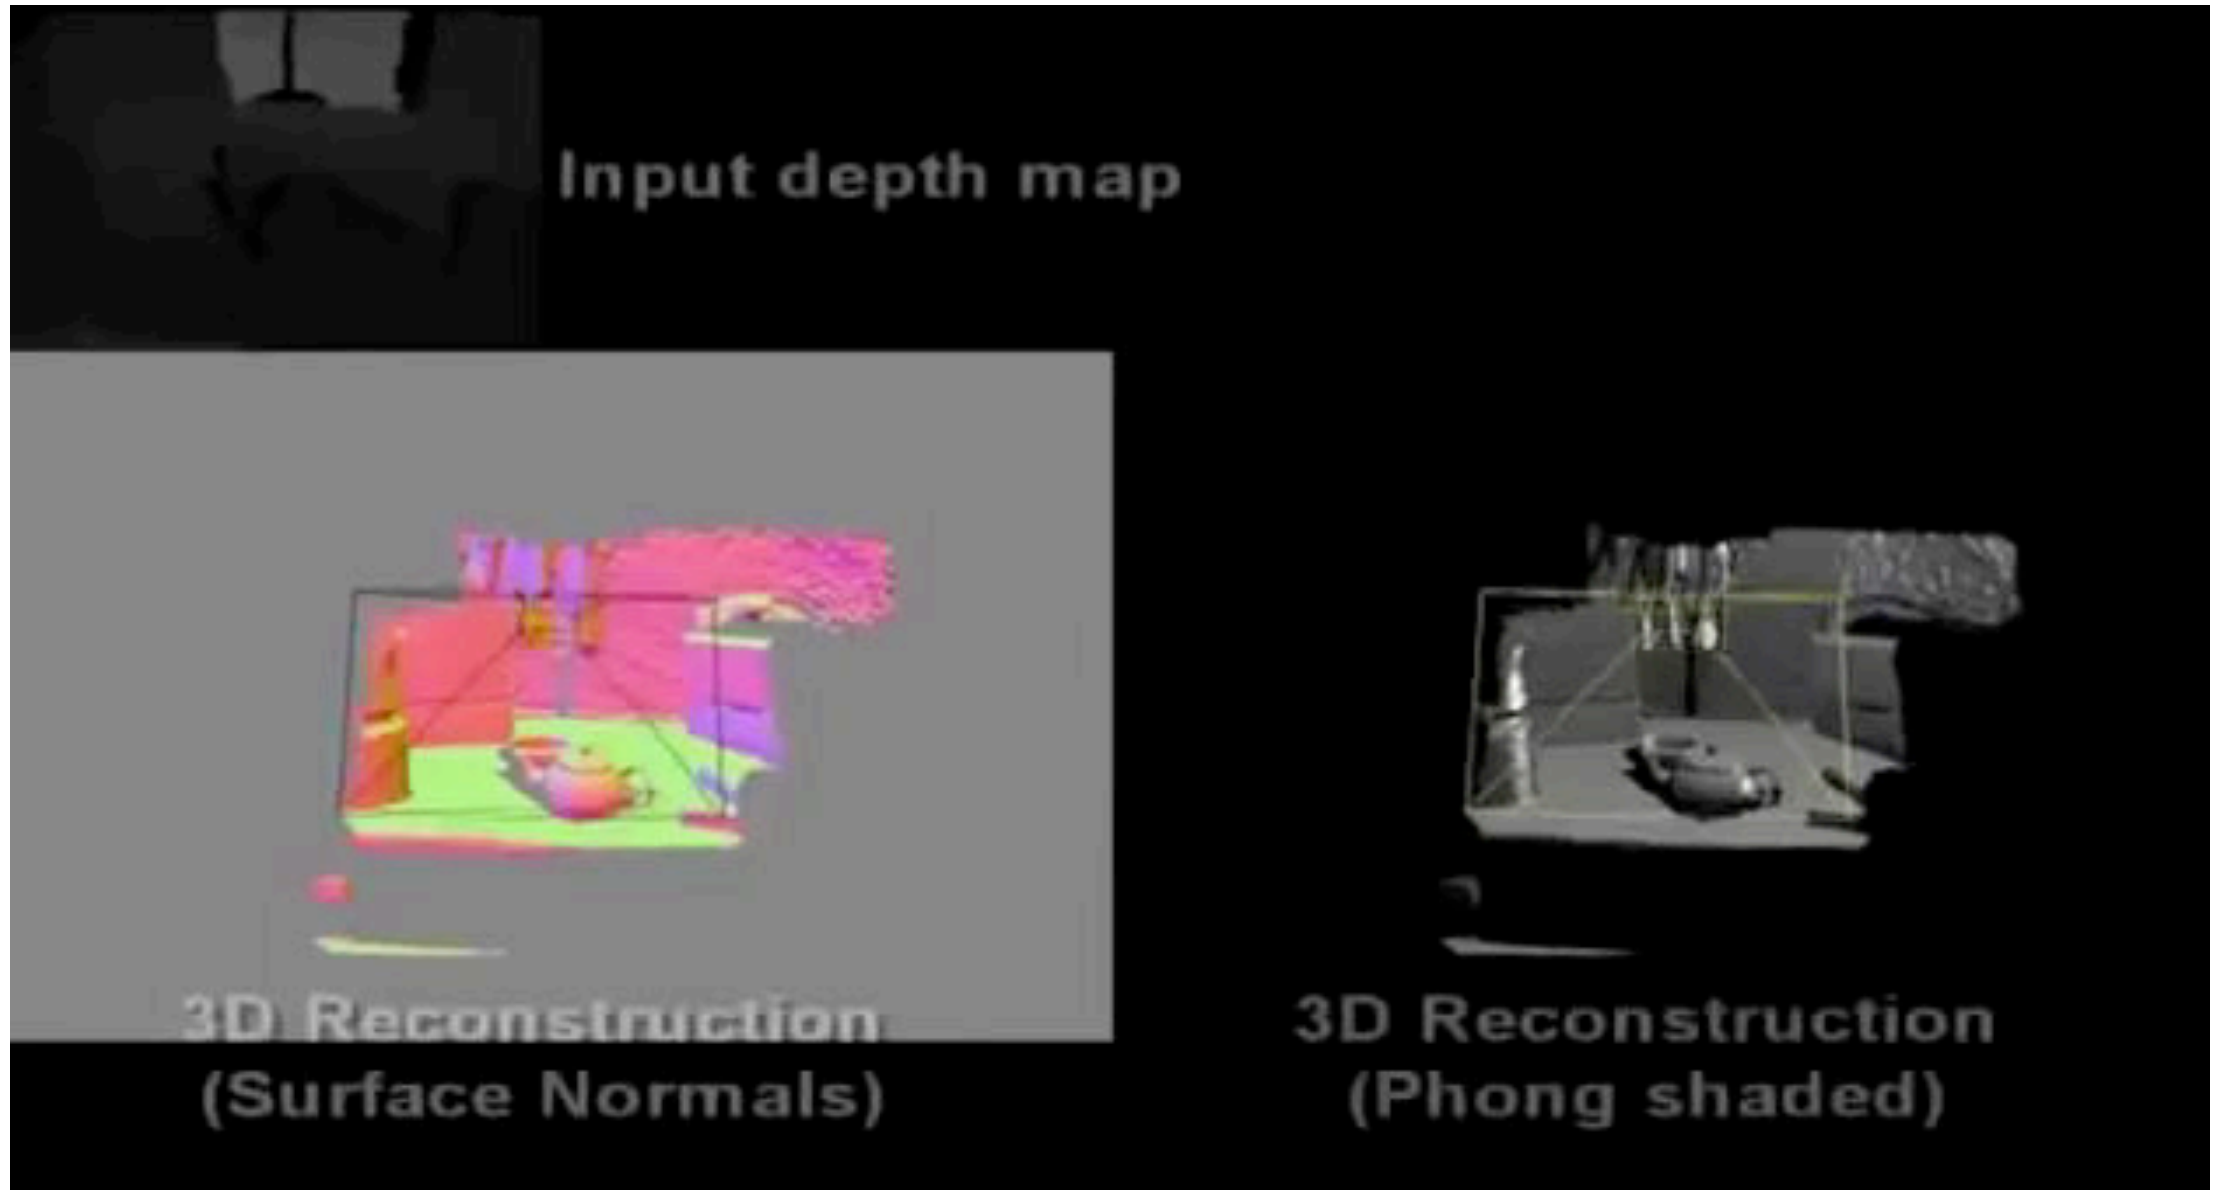 Input depth map
3D Reconstruction
(Surface Normals)
3D Reconstruction
(Phong shaded)